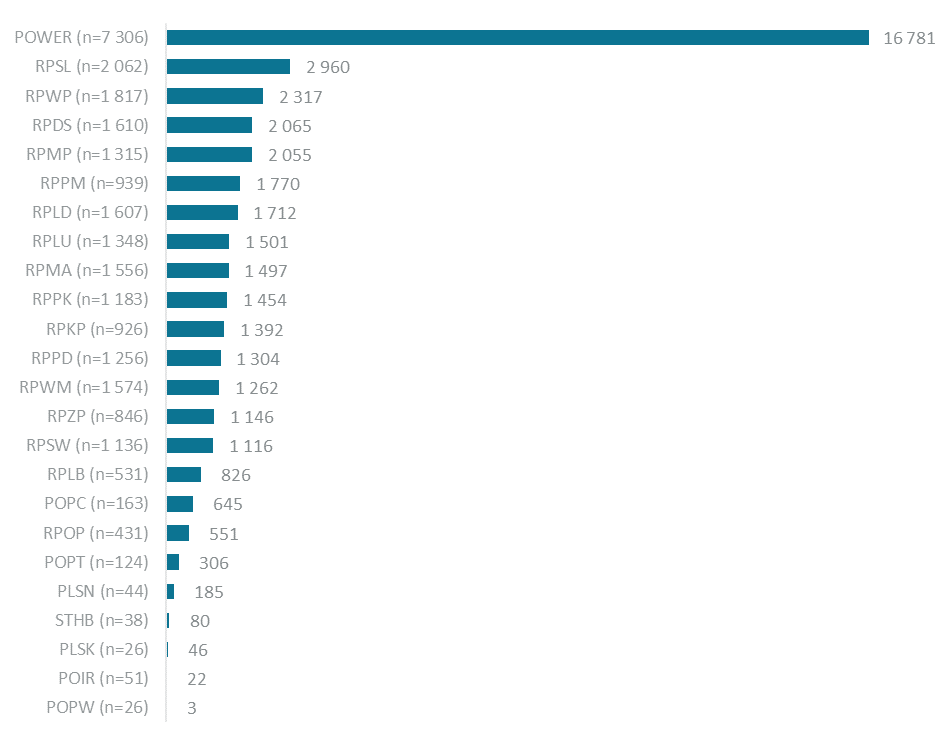 POWER (n=7 306) 16 781
RPSL (n=2 062) 2 960
RPWP (n=1 817) 2 317
RPDS (n=1 610) 2 065
RPMP (n=1 315) 2 055
RPPM (n=939) 1 770
RPLD (n=1 607) 1 712
RPLU (n=1 348) 1 501
RPMA (n=1 556) 1 497
RPPK (n=1 183) 1 454
RPKP (n=926) 1 392
RPPD (n=1 256) 1 304
RPWM (n=1 574) 1 262
RPZP (n=846) 1 146
RPSW (n=1 136) 1 116
RPLB (n=531) 826
POPC (n=163) 645
RPOP (n=431) 551
POPT (n=124) 306
PLSN (n=44) 185
STHB (n=38) 80
PLSK (n=26) 46
POIR (n=51) 22
POPW (n=26) 3